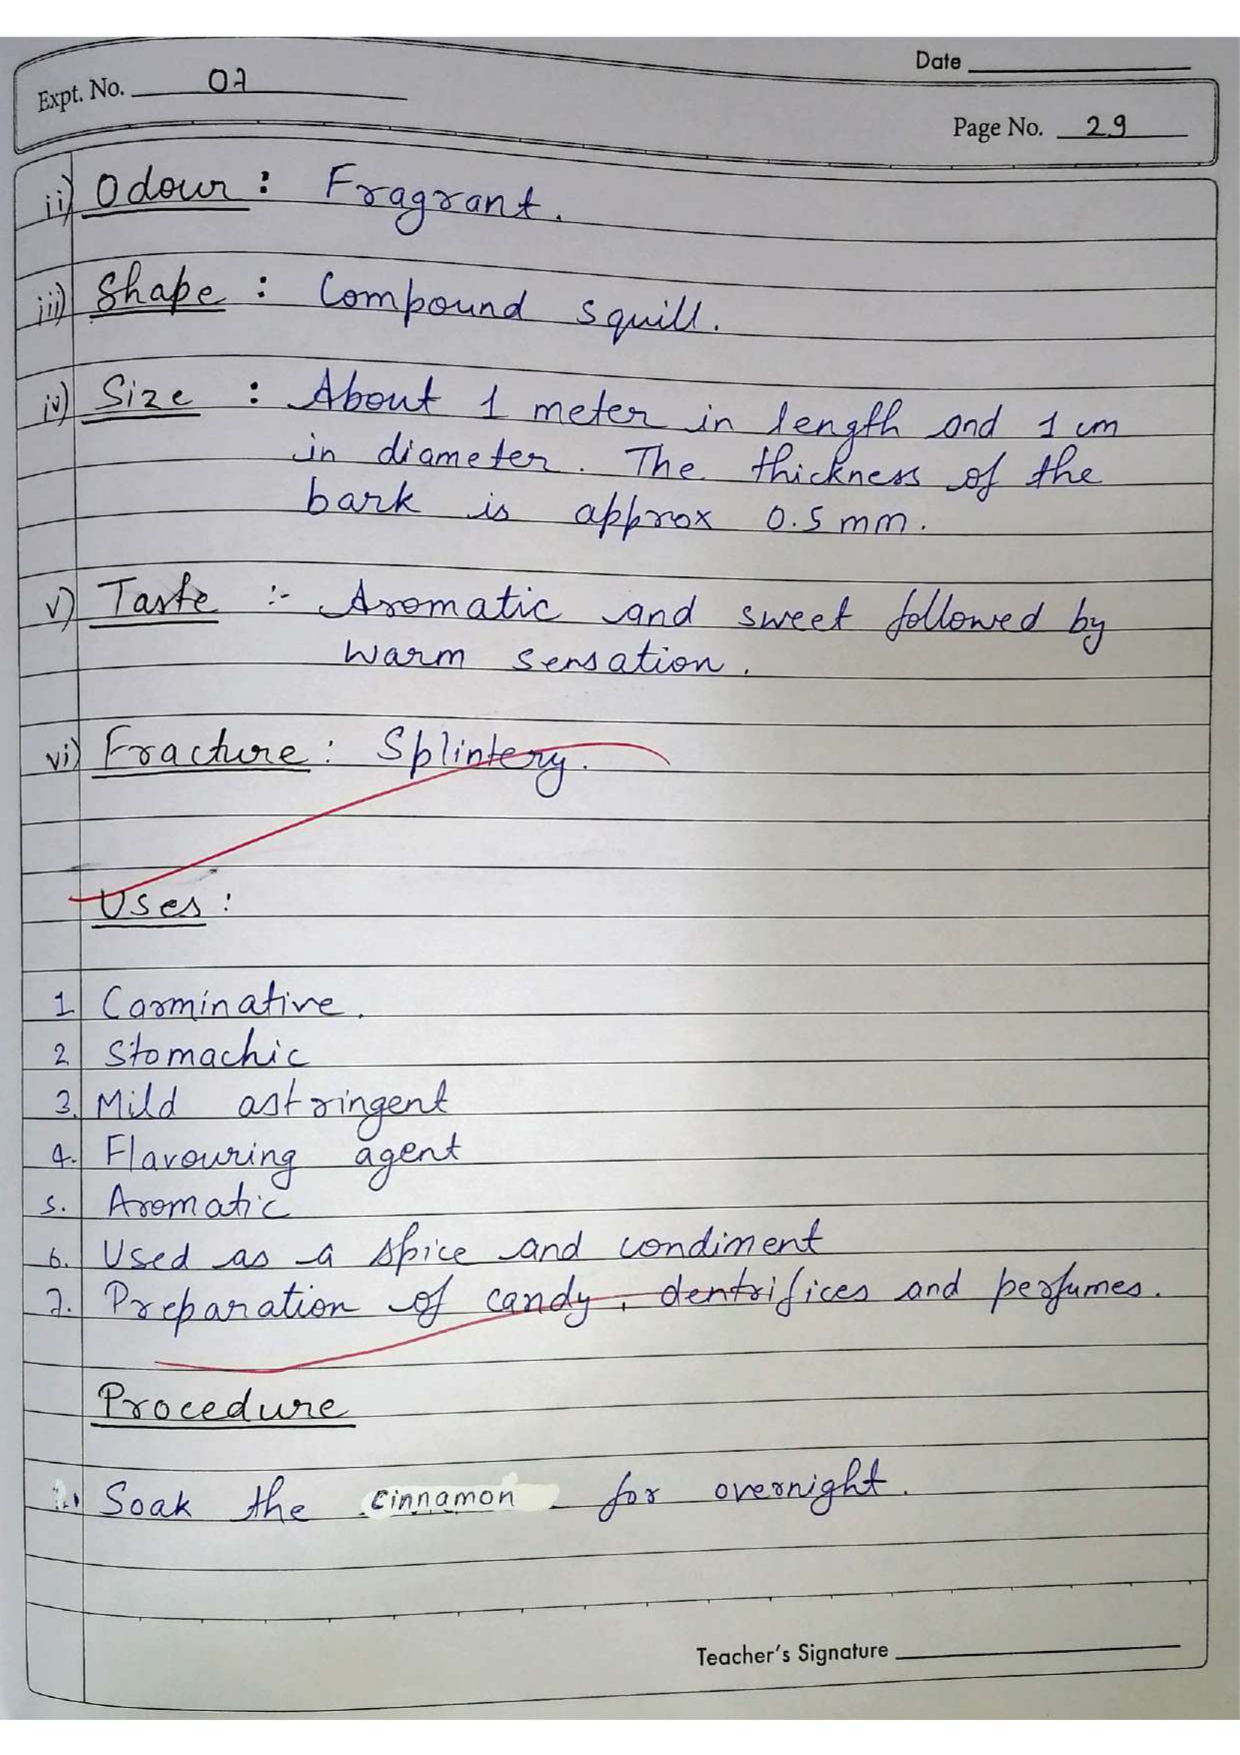 Date
Expt. No. 07
Page No. 29
ii) Odour : Fragrant.
iii) Shape : Compound squill.
iv) Size : About 1 meter in length and 1 cm
in diameter. The thickness of the
bark is approx 0.5 mm.
v) Taste :- Aromatic and sweet followed by
warm sensation.
vi) Fracture : Splintery.
Uses :
1. Carminative.
2. Stomachic
3. Mild astringent
4. Flavouring agent
5. Aromatic
6. Used as a spice and condiment
7. Preparation of candy, dentrifices and perfumes.
Procedure
Soak the cinnamon for overnight.
Teacher's Signature